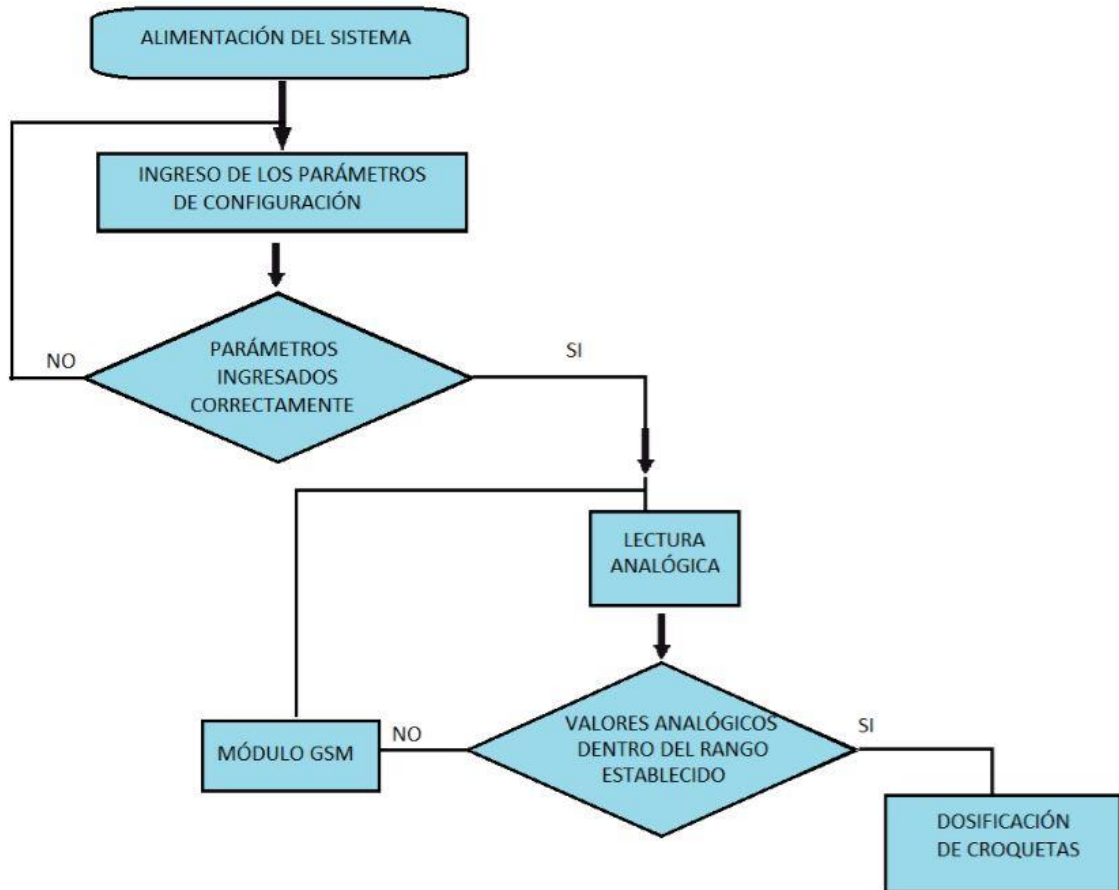 ALIMENTACIÓN DEL SISTEMA
INGRESO DE LOS PARÁMETROS
DE CONFIGURACIÓN
NO
PARÁMETROS
INGRESADOS
CORRECTAMENTE
SI
LECTURA
ANALÓGICA
MÓDULO GSM
NO
VALORES ANALÓGICOS
DENTRO DEL RANGO
ESTABLECIDO
SI
DOSIFICACIÓN
DE CROQUETAS